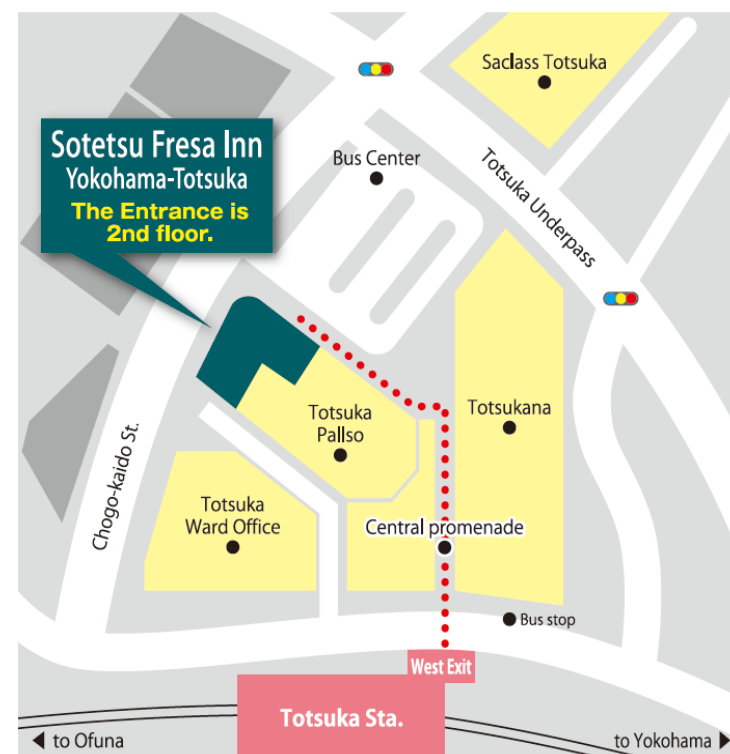 Saclass Totsuka
Sotetsu Fresa Inn
Yokohama-Totsuka
The Entrance is
2nd floor.
Bus Center
Totsuka Underpass
Totsuka
Pallso
Totsukana
Chogo-kaido St.
Totsuka
Ward Office
Central promenade
Bus stop
West Exit
Totsuka Sta.
◀ to Ofuna
to Yokohama ▶